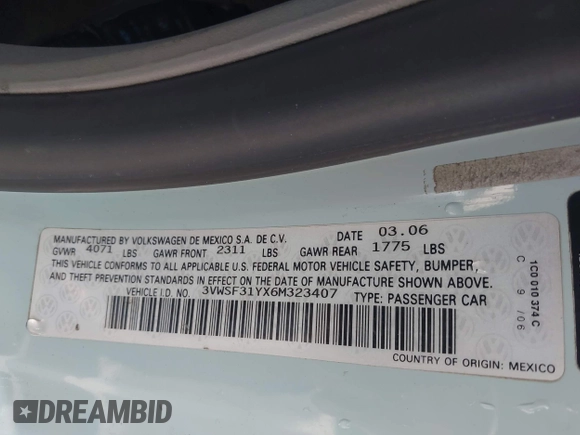 MANUFACTURED BY VOLKSWAGEN DE MEXICO S.A. DE C.V. DATE 03.06
GVWR 4071 LBS GAWR FRONT 2311 LBS GAWR REAR 1775 LBS
THIS VEHICLE CONFORMS TO ALL APPLICABLE U.S. FEDERAL MOTOR VEHICLE SAFETY, BUMPER,
AND THEFT PREVENTION STANDARDS IN EFFECT ON THE DATE OF MANUFACTURE SHOWN ABOVE.
VEHICLE I.D. NO. 3VWSF31YX6M323407 TYPE: PASSENGER CAR
COUNTRY OF ORIGIN: MEXICO
1C0 010 374 C
C 9 /06
DREAMBID